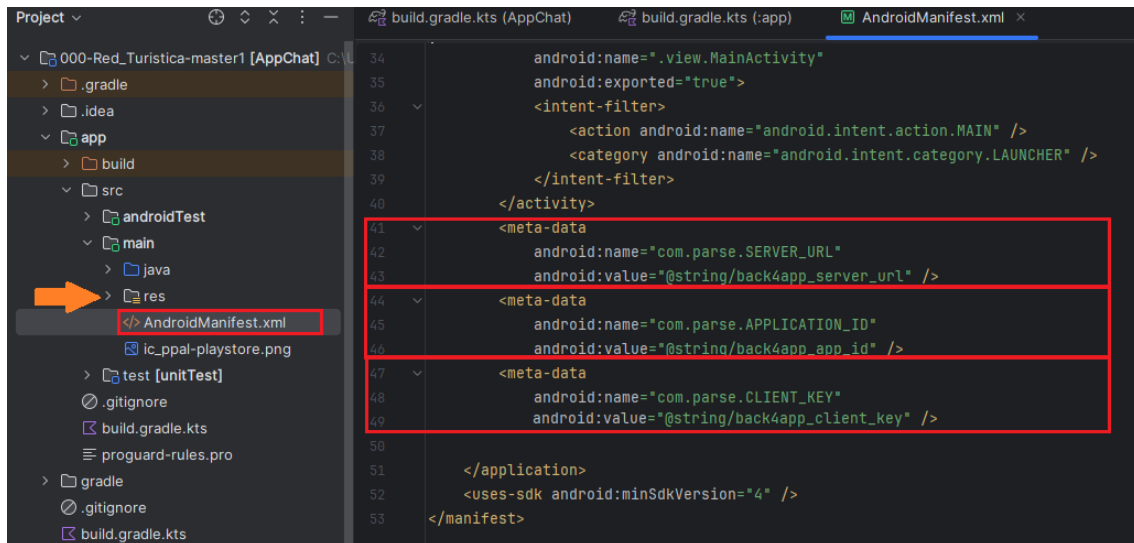 Project
000-Red_Turistica-master1 [AppChat] C:\U
.gradle
.idea
app
build
src
androidTest
main
java
res
AndroidManifest.xml
ic_ppal-playstore.png
test [unitTest]
.gitignore
build.gradle.kts
proguard-rules.pro
gradle
.gitignore
build.gradle.kts
build.gradle.kts (AppChat) build.gradle.kts (:app) AndroidManifest.xml
34 android:name=".view.MainActivity"
35 android:exported="true">
36 <intent-filter>
37 <action android:name="android.intent.action.MAIN" />
38 <category android:name="android.intent.category.LAUNCHER" />
39 </intent-filter>
40 </activity>
41 <meta-data
42 android:name="com.parse.SERVER_URL"
43 android:value="@string/back4app_server_url" />
44 <meta-data
45 android:name="com.parse.APPLICATION_ID"
46 android:value="@string/back4app_app_id" />
47 <meta-data
48 android:name="com.parse.CLIENT_KEY"
49 android:value="@string/back4app_client_key" />
50
51 </application>
52 <uses-sdk android:minSdkVersion="4" />
53 </manifest>